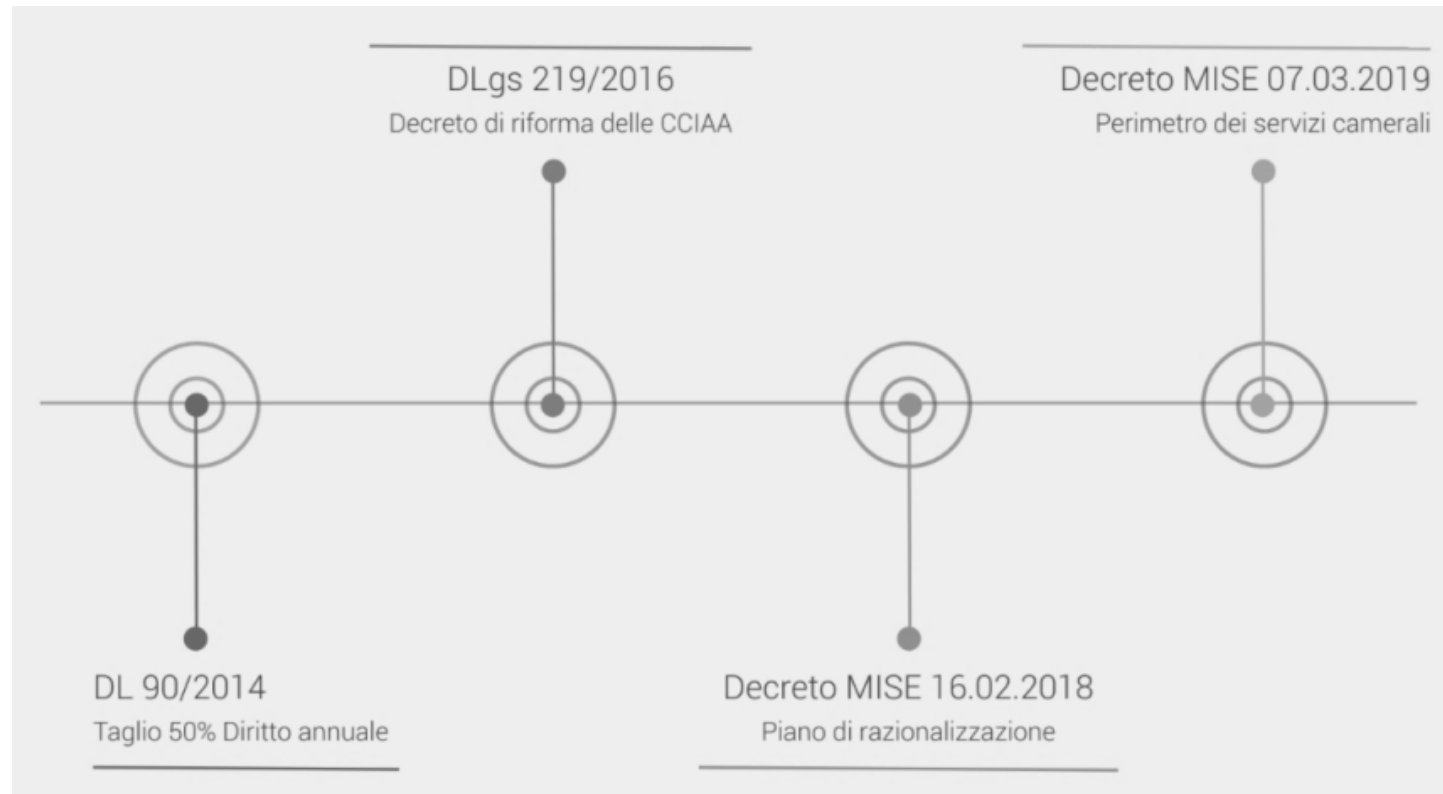 DLgs 219/2016
Decreto di riforma delle CCIAA
Decreto MISE 07.03.2019
Perimetro dei servizi camerali
DL 90/2014
Taglio 50% Diritto annuale
Decreto MISE 16.02.2018
Piano di razionalizzazione